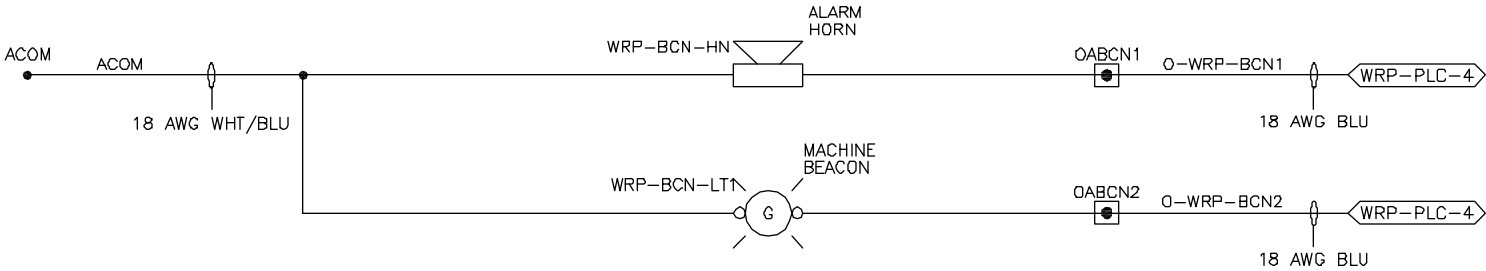 ALARM
HORN
ACOM
ACOM
WRP-BCN-HN
OABCN1
O-WRP-BCN1
WRP-PLC-4
18 AWG WHT/BLU
18 AWG BLU
MACHINE
BEACON
WRP-BCN-LT1
G
OABCN2
O-WRP-BCN2
WRP-PLC-4
18 AWG BLU